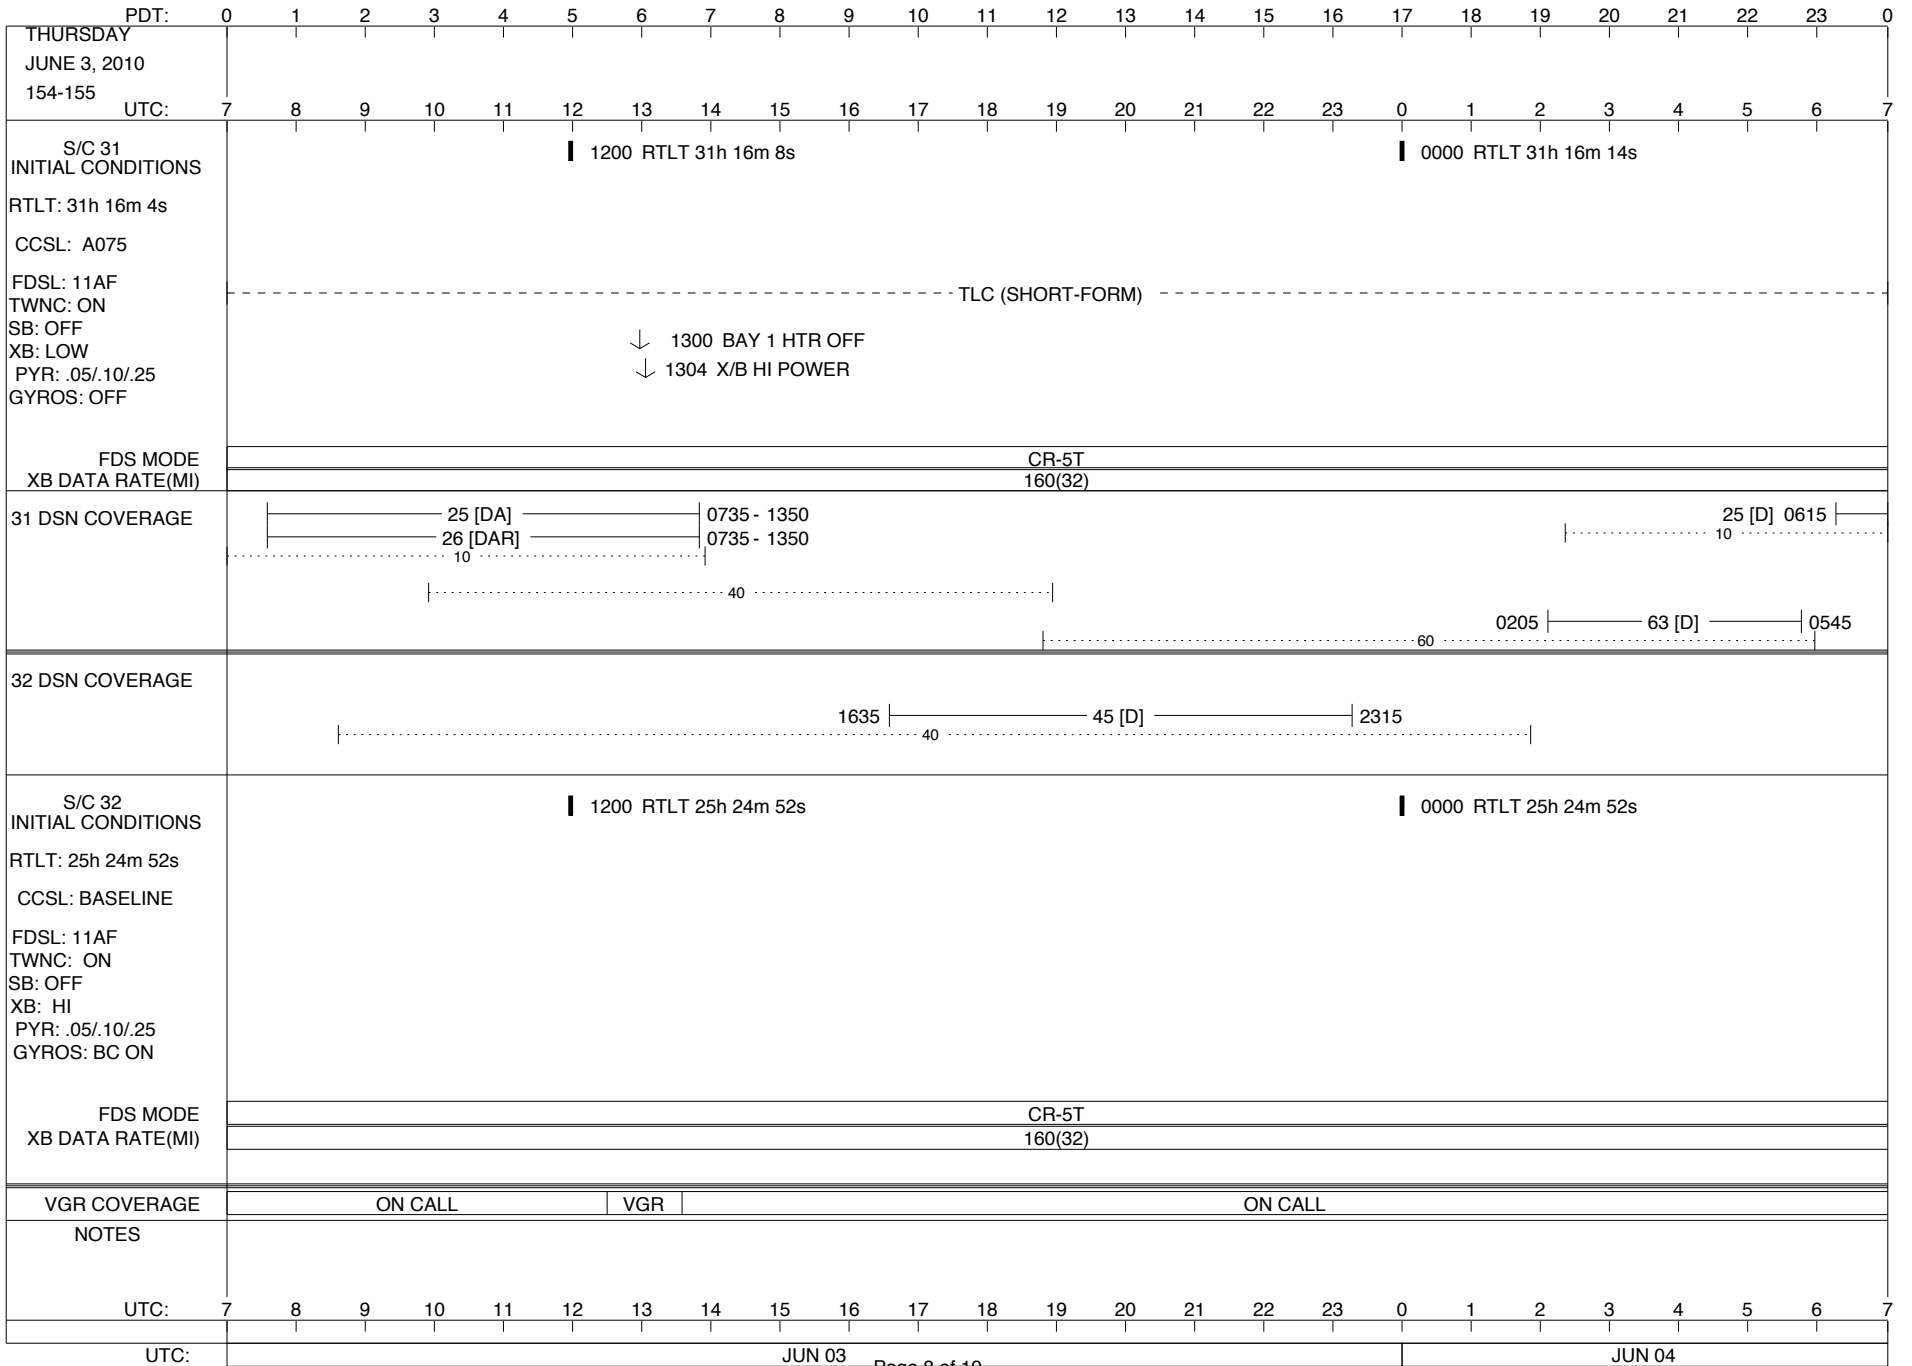 PDT: 0 1 2 3 4 5 6 7 8 9 10 11 12 13 14 15 16 17 18 19 20 21 22 23 0
THURSDAY
JUNE 3, 2010
154-155
UTC: 7 8 9 10 11 12 13 14 15 16 17 18 19 20 21 22 23 0 1 2 3 4 5 6 7
S/C 31
INITIAL CONDITIONS
1200 RTLT 31h 16m 8s
0000 RTLT 31h 16m 14s
RTLT: 31h 16m 4s
CCSL: A075
FDSL: 11AF
TWNC: ON
SB: OFF
XB: LOW
PYR: .05/.10/.25
GYROS: OFF
TLC (SHORT-FORM)
1300 BAY 1 HTR OFF
1304 X/B HI POWER
FDS MODE CR-5T
XB DATA RATE(MI) 160(32)
31 DSN COVERAGE
25 [DA] 0735 - 1350
25 [D] 0615
26 [DAR] 0735 - 1350
10
10
40
0205 63 [D] 0545
60
32 DSN COVERAGE
1635 45 [D] 2315
40
S/C 32
INITIAL CONDITIONS
1200 RTLT 25h 24m 52s
0000 RTLT 25h 24m 52s
RTLT: 25h 24m 52s
CCSL: BASELINE
FDSL: 11AF
TWNC: ON
SB: OFF
XB: HI
PYR: .05/.10/.25
GYROS: BC ON
FDS MODE CR-5T
XB DATA RATE(MI) 160(32)
VGR COVERAGE ON CALL VGR ON CALL
NOTES
UTC: 7 8 9 10 11 12 13 14 15 16 17 18 19 20 21 22 23 0 1 2 3 4 5 6 7
UTC: JUN 03 JUN 04
Page 8 of 19